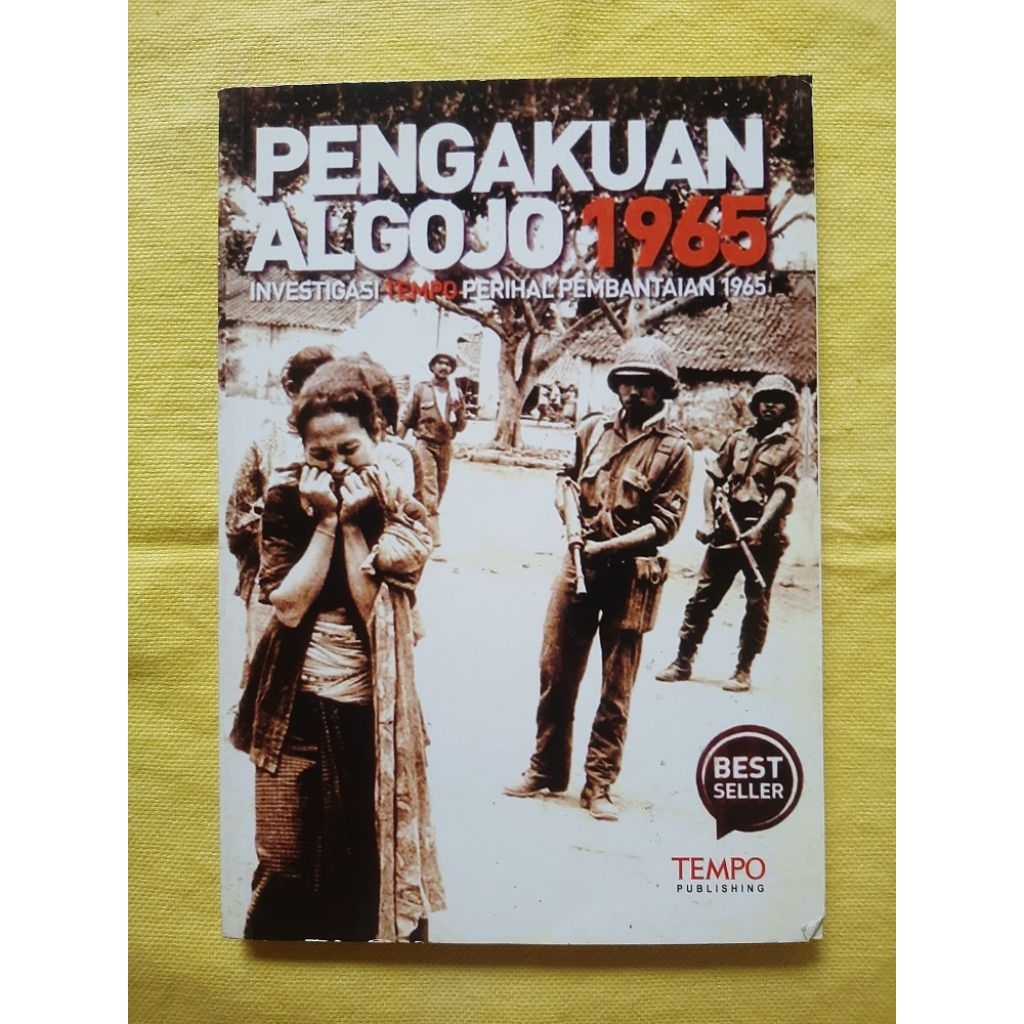 PENGAKUAN
ALGOJO 1965
INVESTIGASI TEMPO PERIHAL PEMBANTAIAN 1965
BEST
SELLER
TEMPO
PUBLISHING